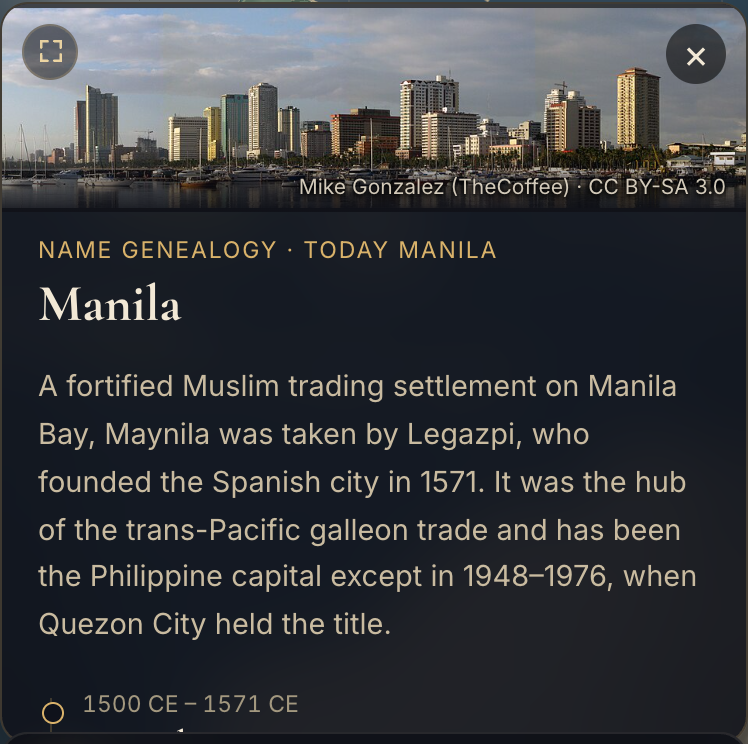 Mike Gonzalez (TheCoffee) · CC BY-SA 3.0
NAME GENEALOGY · TODAY MANILA
Manila
A fortified Muslim trading settlement on Manila
Bay, Maynila was taken by Legazpi, who
founded the Spanish city in 1571. It was the hub
of the trans-Pacific galleon trade and has been
the Philippine capital except in 1948–1976, when
Quezon City held the title.
1500 CE – 1571 CE